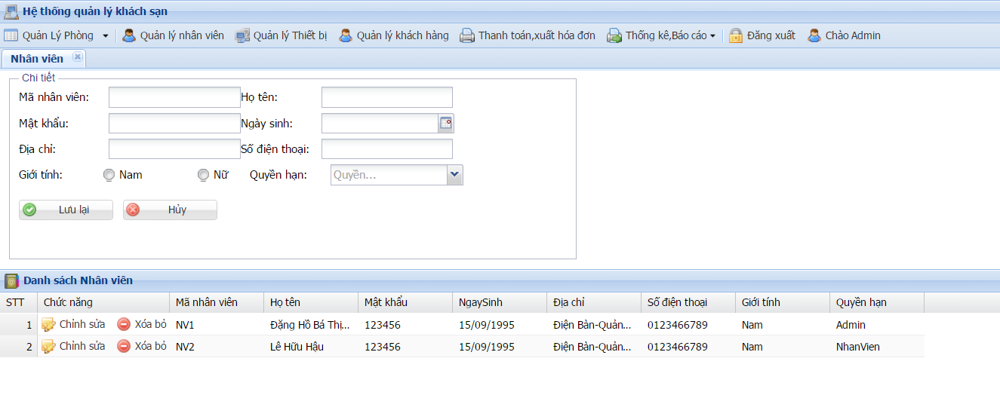 Hệ thống quản lý khách sạn
Quản Lý Phòng Quản lý nhân viên Quản lý Thiết bị Quản lý khách hàng Thanh toán,xuất hóa đơn Thống kê,Báo cáo Đăng xuất Chào Admin
Nhân viên
Chi tiết
Mã nhân viên: Họ tên:
Mật khẩu: Ngày sinh:
Địa chỉ: Số điện thoại:
Giới tính: Nam Nữ Quyền hạn: Quyền...
Lưu lại Hủy
Danh sách Nhân viên
STT Chức năng Mã nhân viên Họ tên Mật khẩu NgaySinh Địa chỉ Số điện thoại Giới tính Quyền hạn
1 Chỉnh sửa Xóa bỏ NV1 Đặng Hồ Bá Thị... 123456 15/09/1995 Điện Bàn-Quản... 0123466789 Nam Admin
2 Chỉnh sửa Xóa bỏ NV2 Lê Hữu Hậu 123456 15/09/1995 Điện Bàn-Quản... 0123466789 Nam NhanVien